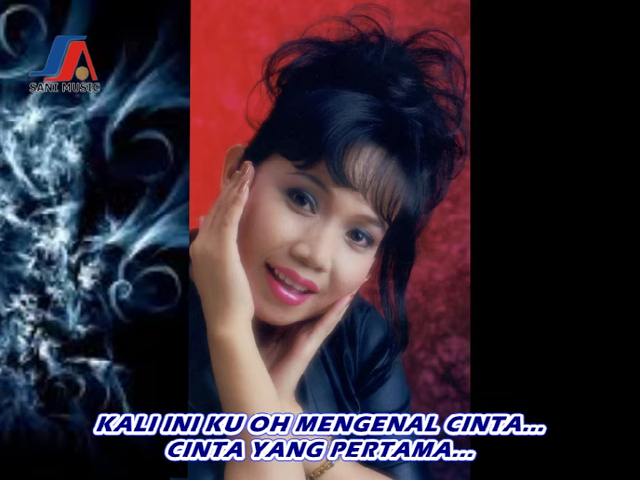 SANI MUSIC
KALI INI KU OH MENGENAL CINTA...
CINTA YANG PERTAMA...